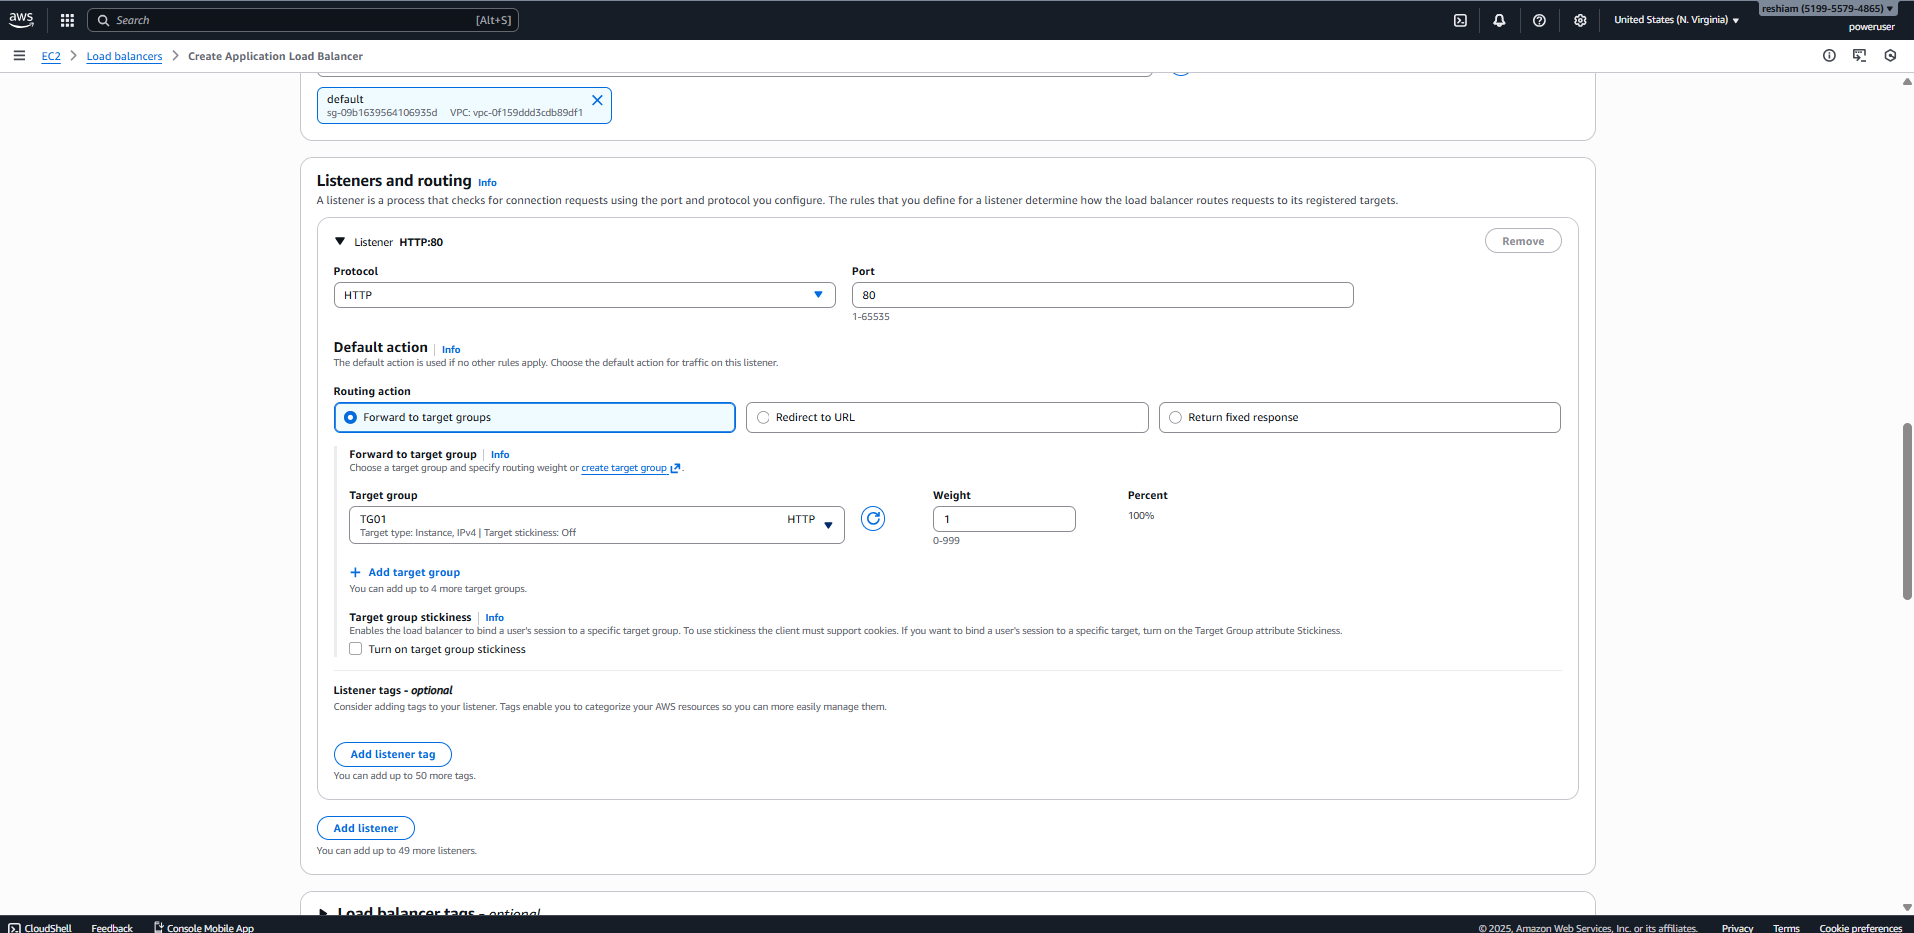 aws
Search [Alt+S]
United States (N. Virginia)
reshiam (5199-5579-4865)
poweruser
EC2 > Load balancers > Create Application Load Balancer
default
sg-09b1639564106935d VPC: vpc-0f159ddd3cdb89df1
Listeners and routing Info
A listener is a process that checks for connection requests using the port and protocol you configure. The rules that you define for a listener determine how the load balancer routes requests to its registered targets.
Listener HTTP:80
Remove
Protocol
Port
HTTP
80
1-65535
Default action Info
The default action is used if no other rules apply. Choose the default action for traffic on this listener.
Routing action
Forward to target groups
Redirect to URL
Return fixed response
Forward to target group Info
Choose a target group and specify routing weight or create target group.
Target group
Weight
Percent
TG01 HTTP
Target type: Instance, IPv4 | Target stickiness: Off
1
100%
0-999
+ Add target group
You can add up to 4 more target groups.
Target group stickiness Info
Enables the load balancer to bind a user's session to a specific target group. To use stickiness the client must support cookies. If you want to bind a user's session to a specific target, turn on the Target Group attribute Stickiness.
Turn on target group stickiness
Listener tags - optional
Consider adding tags to your listener. Tags enable you to categorize your AWS resources so you can more easily manage them.
Add listener tag
You can add up to 50 more tags.
Add listener
You can add up to 49 more listeners.
Load balancer tags - optional
CloudShell Feedback Console Mobile App
© 2025, Amazon Web Services, Inc. or its affiliates. Privacy Terms Cookie preferences